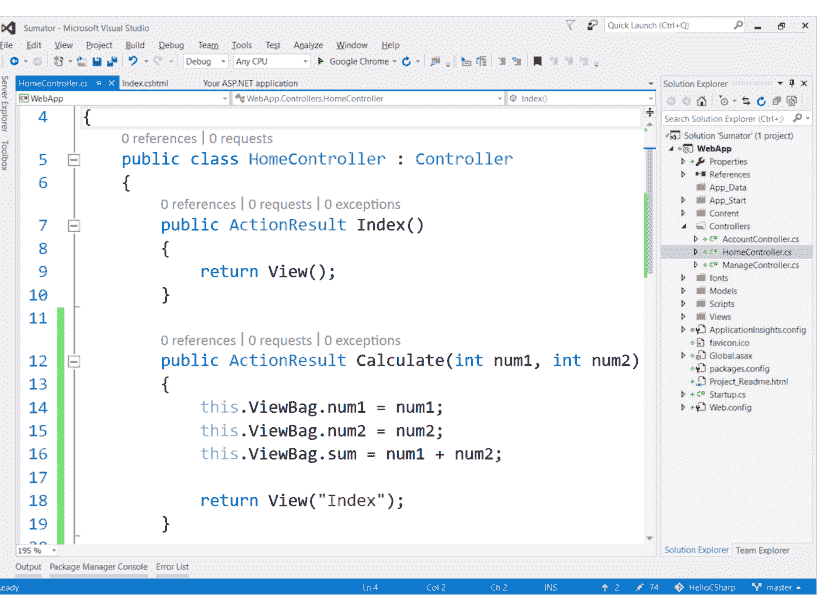 Sumator - Microsoft Visual Studio
Quick Launch (Ctrl+Q)
File Edit View Project Build Debug Team Tools Test Analyze Window Help
Debug Any CPU Google Chrome
HomeController.cs Index.cshtml Your ASP.NET application
WebApp WebApp.Controllers.HomeController Index()
Server Explorer
Toolbox
4 {
0 references | 0 requests
5 public class HomeController : Controller
6 {
0 references | 0 requests | 0 exceptions
7 public ActionResult Index()
8 {
9 return View();
10 }
11
0 references | 0 requests | 0 exceptions
12 public ActionResult Calculate(int num1, int num2)
13 {
14 this.ViewBag.num1 = num1;
15 this.ViewBag.num2 = num2;
16 this.ViewBag.sum = num1 + num2;
17
18 return View("Index");
19 }
195 %
Solution Explorer
Search Solution Explorer (Ctrl+;)
Solution 'Sumator' (1 project)
WebApp
Properties
References
App_Data
App_Start
Content
Controllers
AccountController.cs
HomeController.cs
ManageController.cs
fonts
Models
Scripts
Views
ApplicationInsights.config
favicon.ico
Global.asax
packages.config
Project_Readme.html
Startup.cs
Web.config
Solution Explorer Team Explorer
Output Package Manager Console Error List
Ready Ln 4 Col 2 Ch 2 INS 2 74 HelloCSharp master